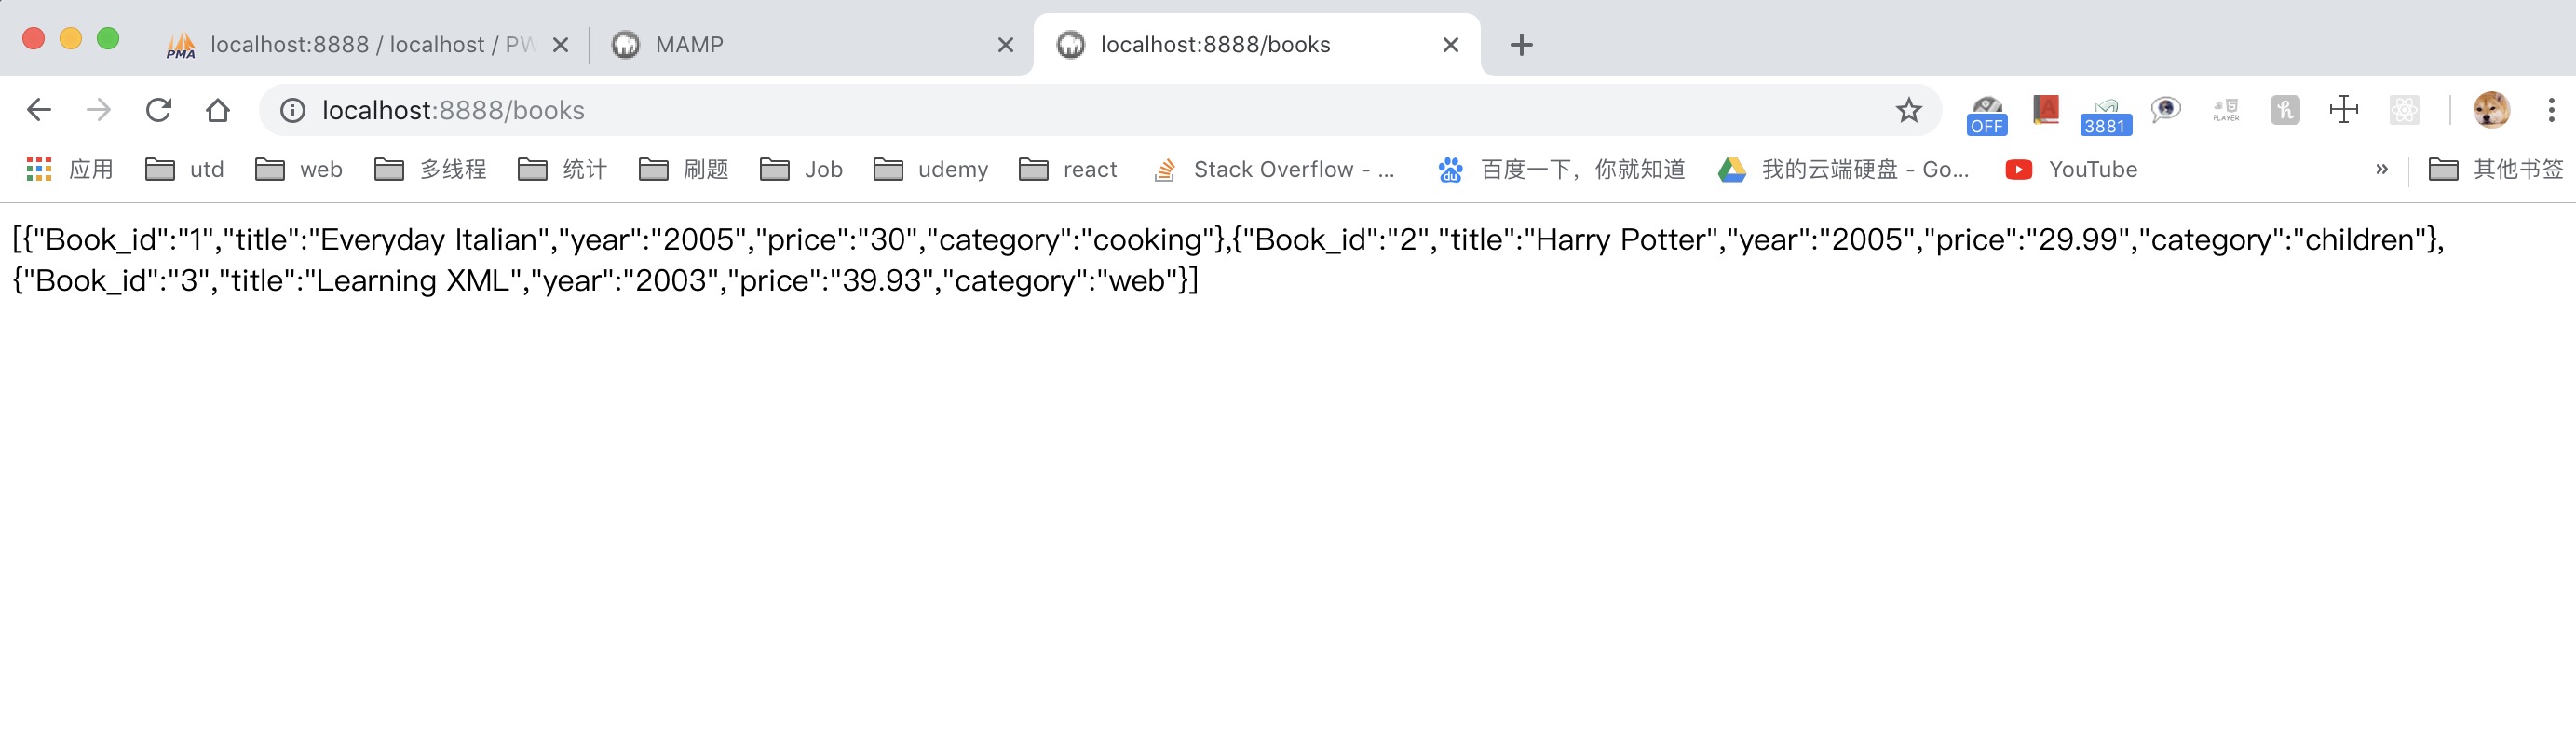 localhost:8888 / localhost / PW
MAMP
localhost:8888/books
localhost:8888/books
OFF
3881
应用 utd web 多线程 统计 刷题 Job udemy react Stack Overflow - ... 百度一下，你就知道 我的云端硬盘 - Go... YouTube » 其他书签
[{"Book_id":"1","title":"Everyday Italian","year":"2005","price":"30","category":"cooking"},{"Book_id":"2","title":"Harry Potter","year":"2005","price":"29.99","category":"children"},
{"Book_id":"3","title":"Learning XML","year":"2003","price":"39.93","category":"web"}]